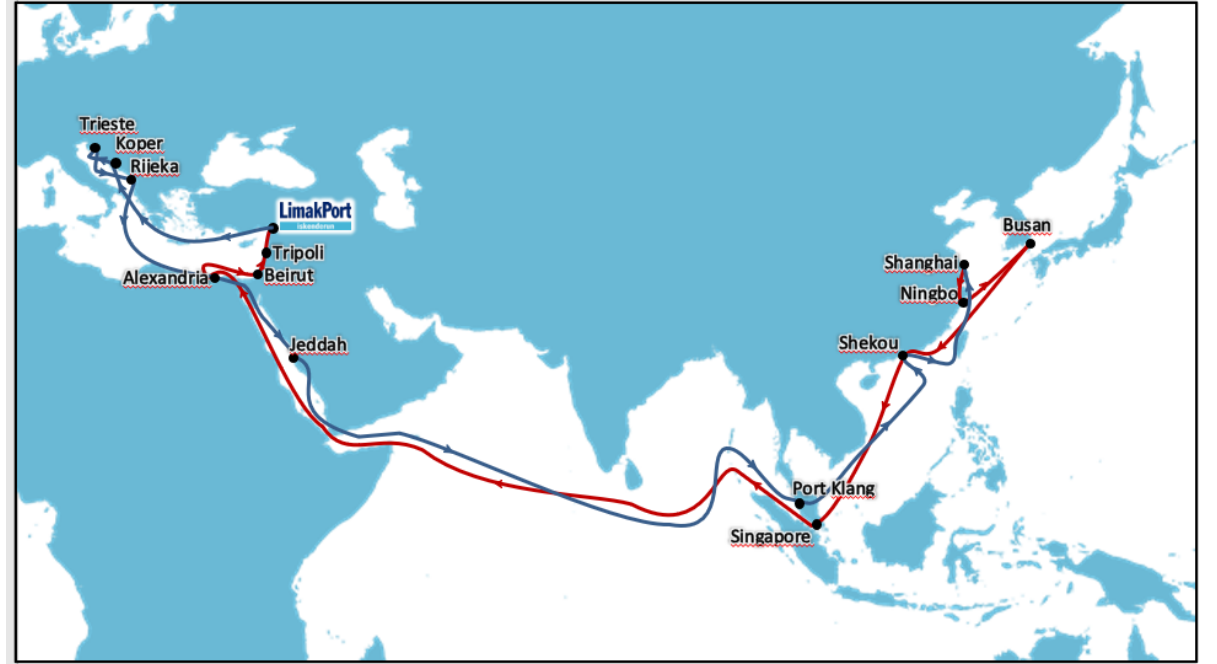 Trieste
Koper
Rijeka
LimakPort
iskenderun
Tripoli
Beirut
Alexandria
Jeddah
Busan
Shanghai
Ningbo
Shekou
Port Klang
Singapore